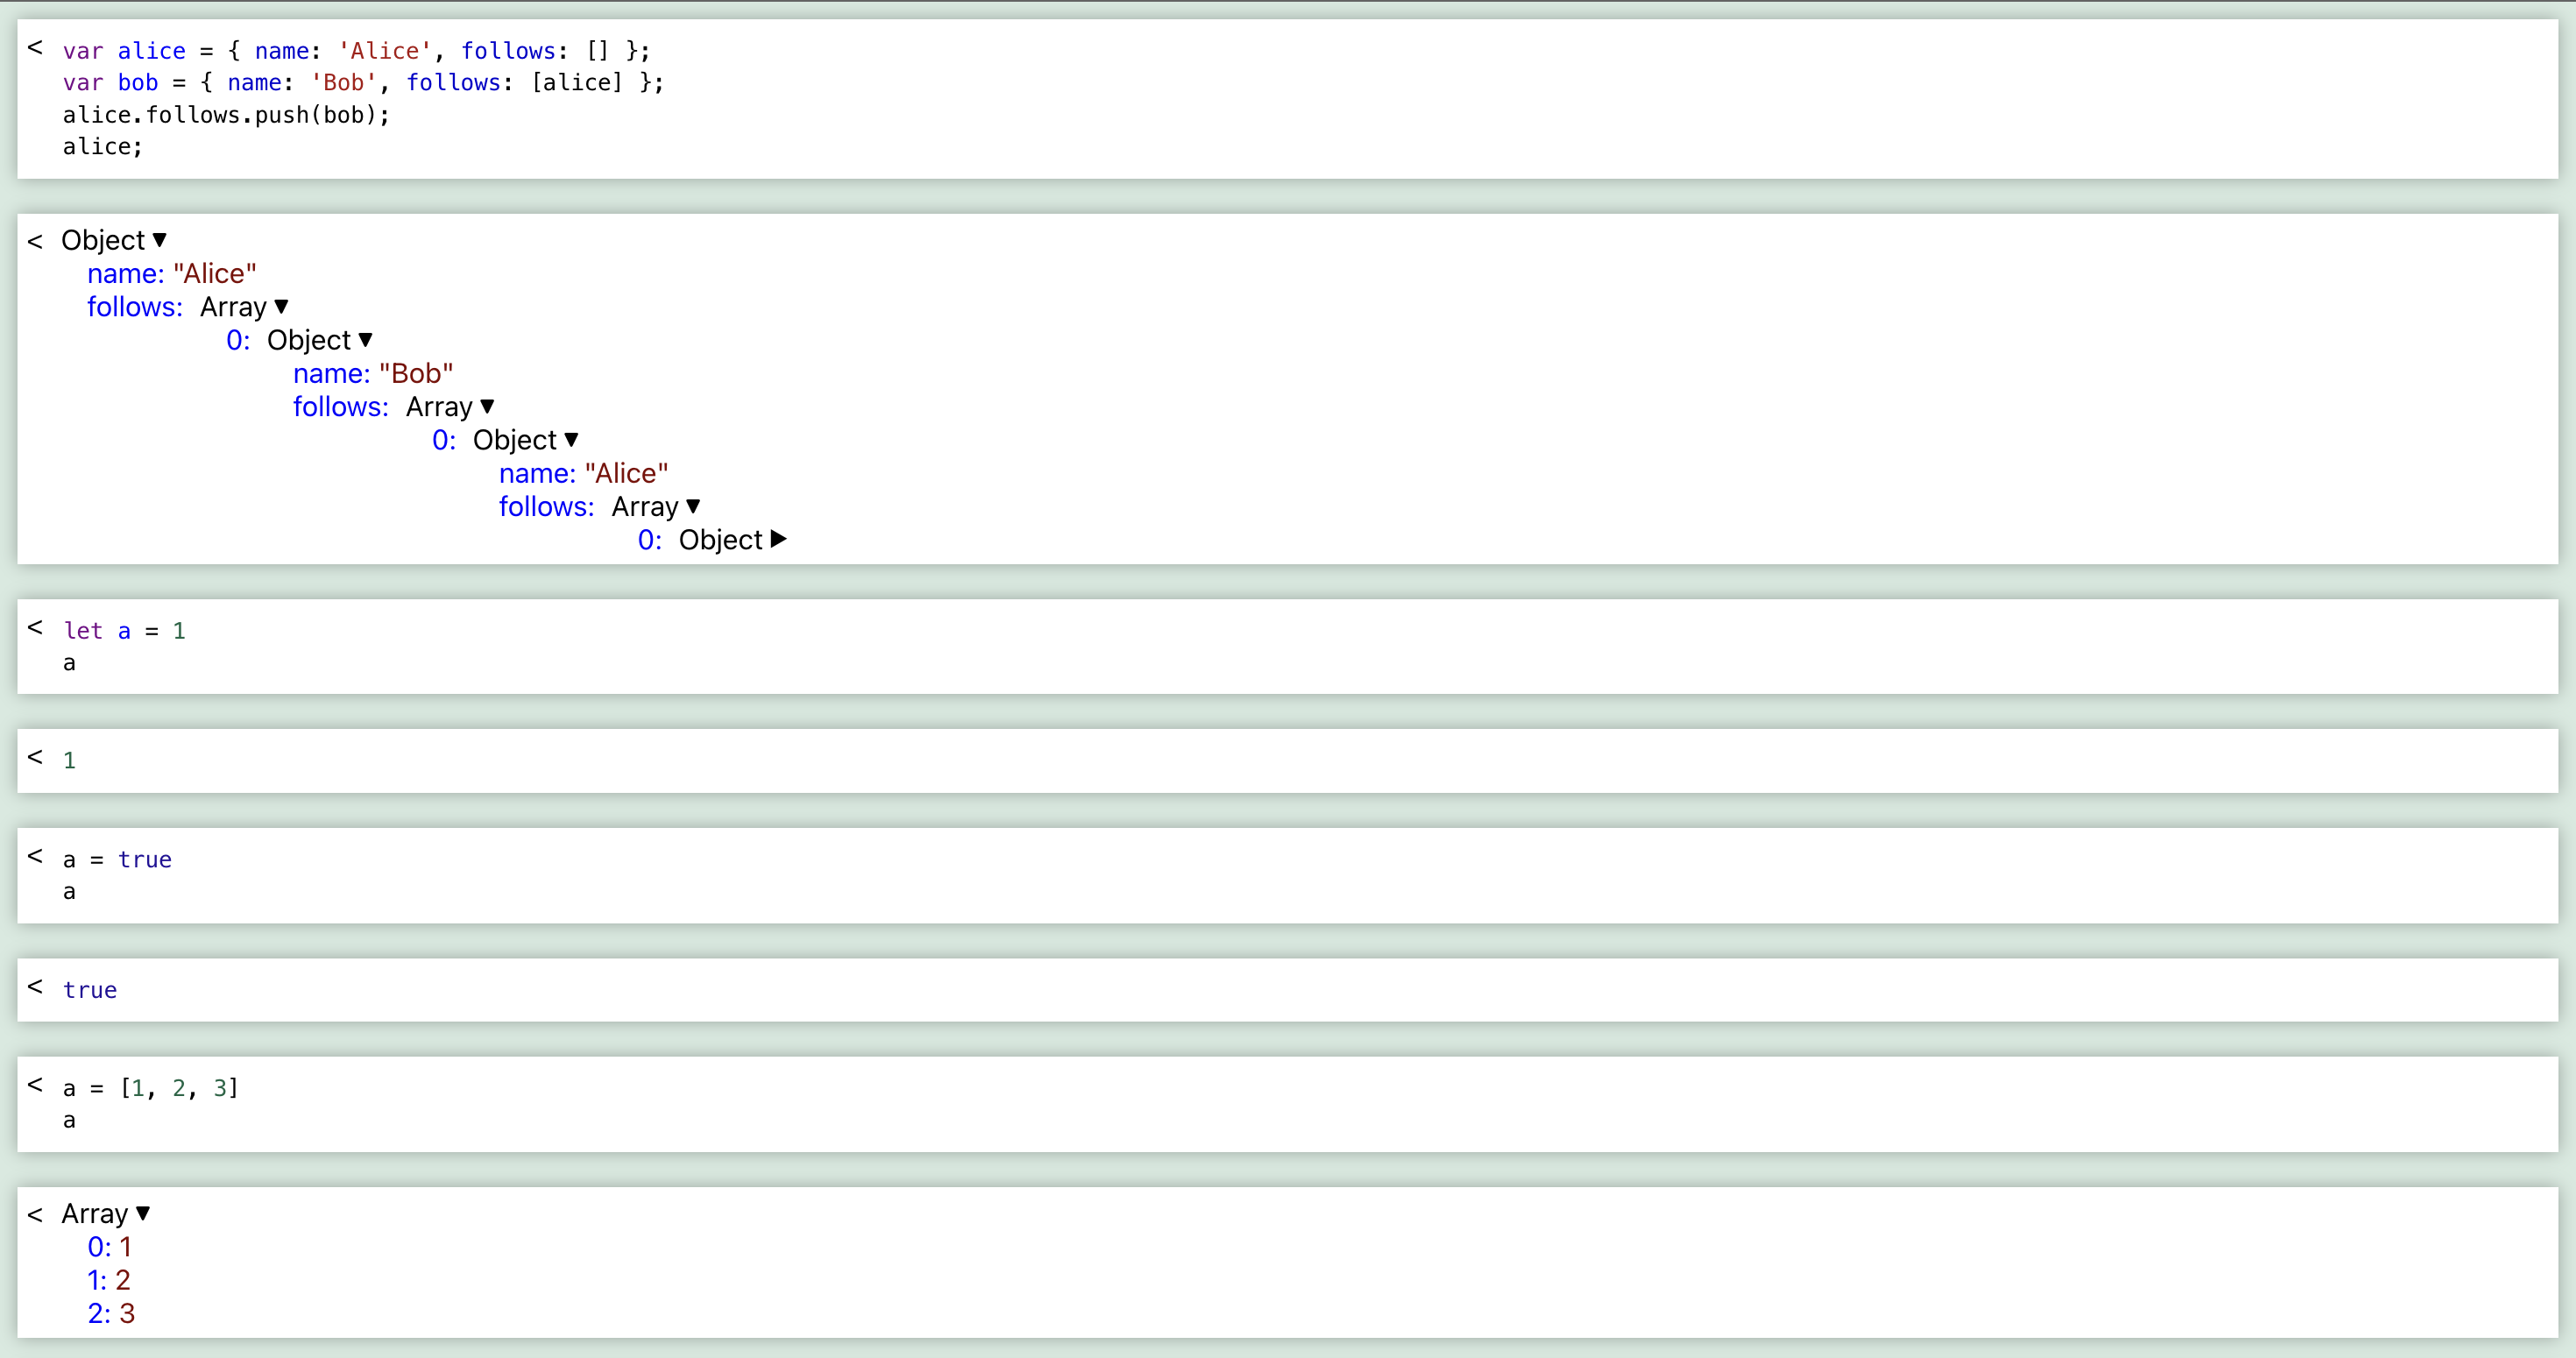 < var alice = { name: 'Alice', follows: [] };
var bob = { name: 'Bob', follows: [alice] };
alice.follows.push(bob);
alice;
< Object ▼
name: "Alice"
follows: Array ▼
0: Object ▼
name: "Bob"
follows: Array ▼
0: Object ▼
name: "Alice"
follows: Array ▼
0: Object ▶
< let a = 1
a
< 1
< a = true
a
< true
< a = [1, 2, 3]
a
< Array ▼
0: 1
1: 2
2: 3